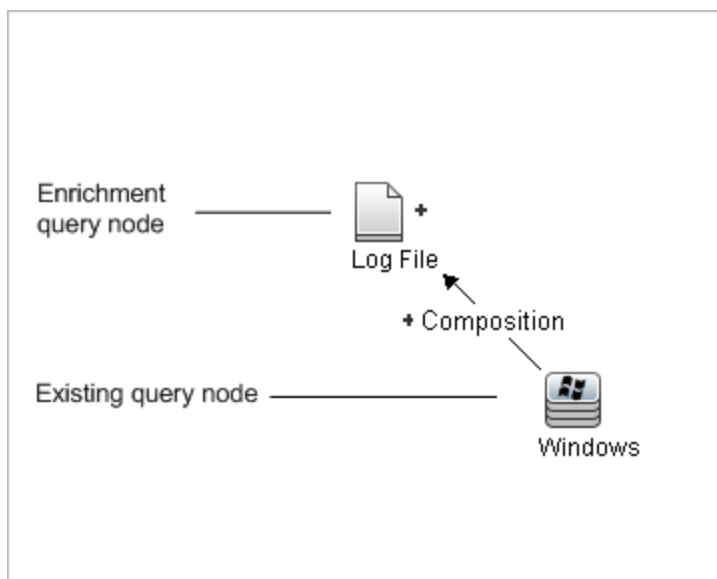 Enrichment
query node
Log File
Composition
Existing query node
Windows